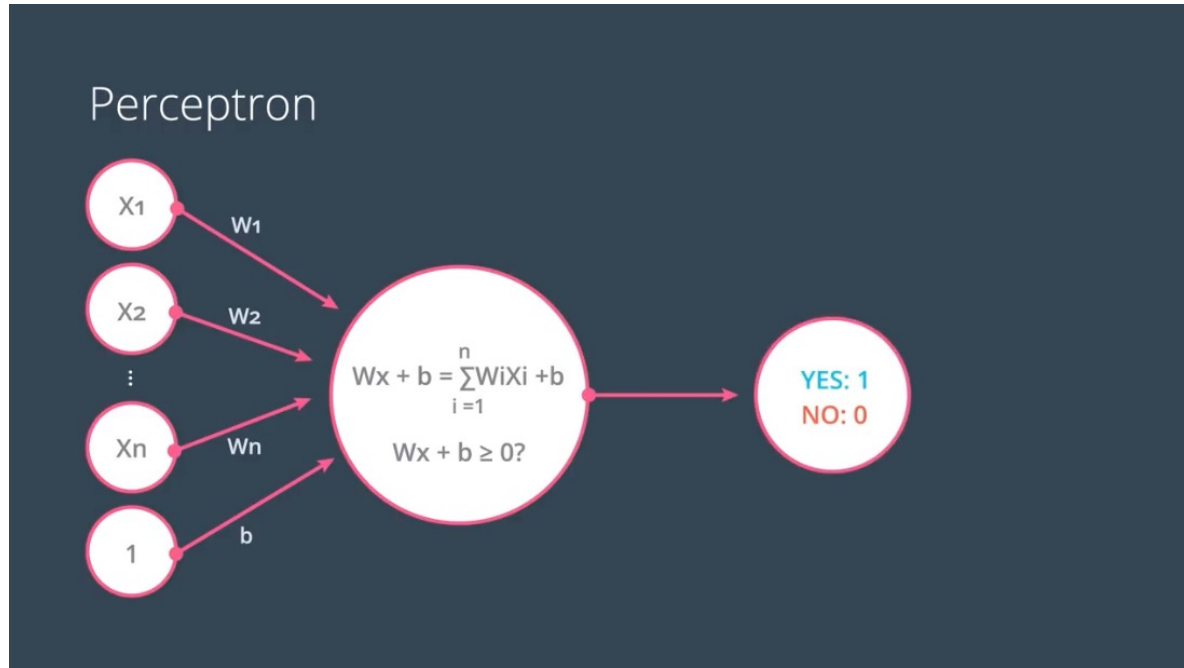 Perceptron
X1
W1
X2
W2
⋮
Xn
Wn
1
b
n
Wx + b = ∑WiXi +b
i =1
Wx + b ≥ 0?
YES: 1
NO: 0